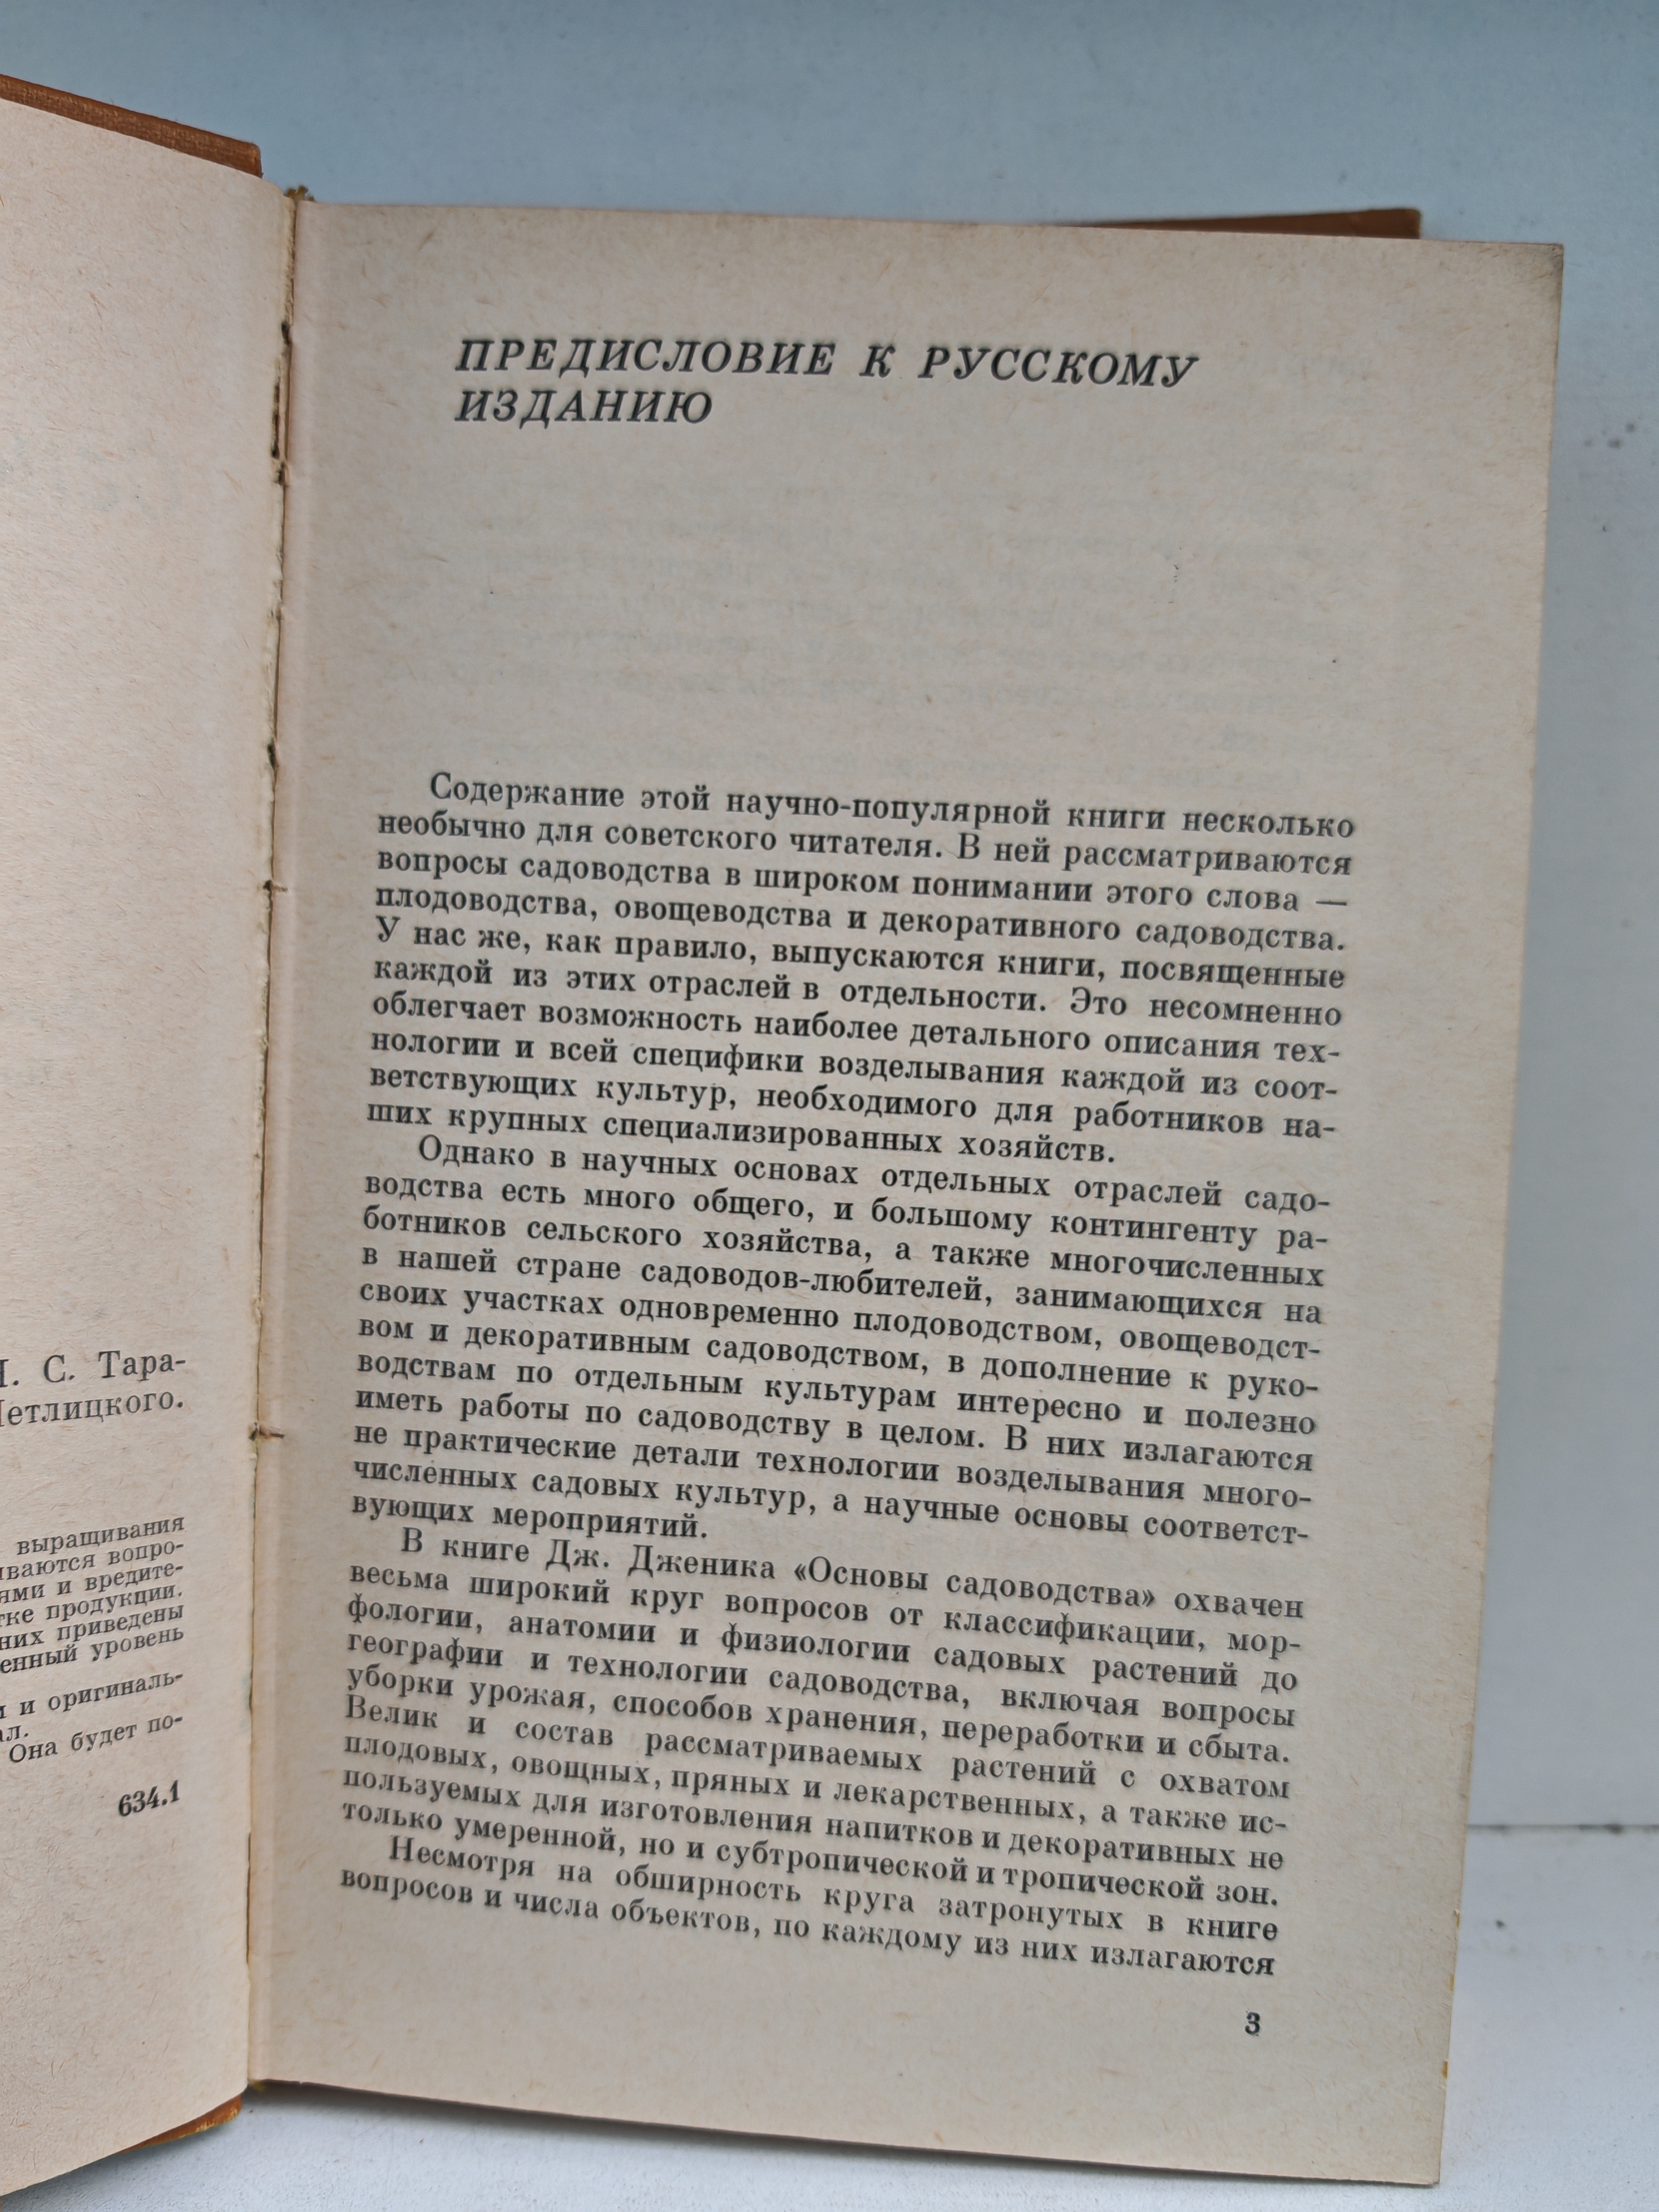 С. Тара-
етлицкого.
выращивания
ваются вопро-
ями и вредите-
тке продукции.
них приведены
енный уровень
и и оригиналь-
ал.
Она будет по-
634.1
ПРЕДИСЛОВИЕ К РУССКОМУ
ИЗДАНИЮ
Содержание этой научно-популярной книги несколько
необычно для советского читателя. В ней рассматриваются
вопросы садоводства в широком понимании этого слова —
плодоводства, овощеводства и декоративного садоводства.
У нас же, как правило, выпускаются книги, посвященные
каждой из этих отраслей в отдельности. Это несомненно
облегчает возможность наиболее детального описания тех-
нологии и всей специфики возделывания каждой из соот-
ветствующих культур, необходимого для работников на-
ших крупных специализированных хозяйств.
Однако в научных основах отдельных отраслей садо-
водства есть много общего, и большому контингенту ра-
ботников сельского хозяйства, а также многочисленных
в нашей стране садоводов-любителей, занимающихся на
своих участках одновременно плодоводством, овощеводст-
вом и декоративным садоводством, в дополнение к руко-
водствам по отдельным культурам интересно и полезно
иметь работы по садоводству в целом. В них излагаются
не практические детали технологии возделывания много-
численных садовых культур, а научные основы соответст-
вующих мероприятий.
В книге Дж. Дженика «Основы садоводства» охвачен
весьма широкий круг вопросов от классификации, мор-
фологии, анатомии и физиологии садовых растений до
географии и технологии садоводства, включая вопросы
уборки урожая, способов хранения, переработки и сбыта.
Велик и состав рассматриваемых растений с охватом
плодовых, овощных, пряных и лекарственных, а также ис-
пользуемых для изготовления напитков и декоративных не
только умеренной, но и субтропической и тропической зон.
Несмотря на обширность круга затронутых в книге
вопросов и числа объектов, по каждому из них излагаются
3